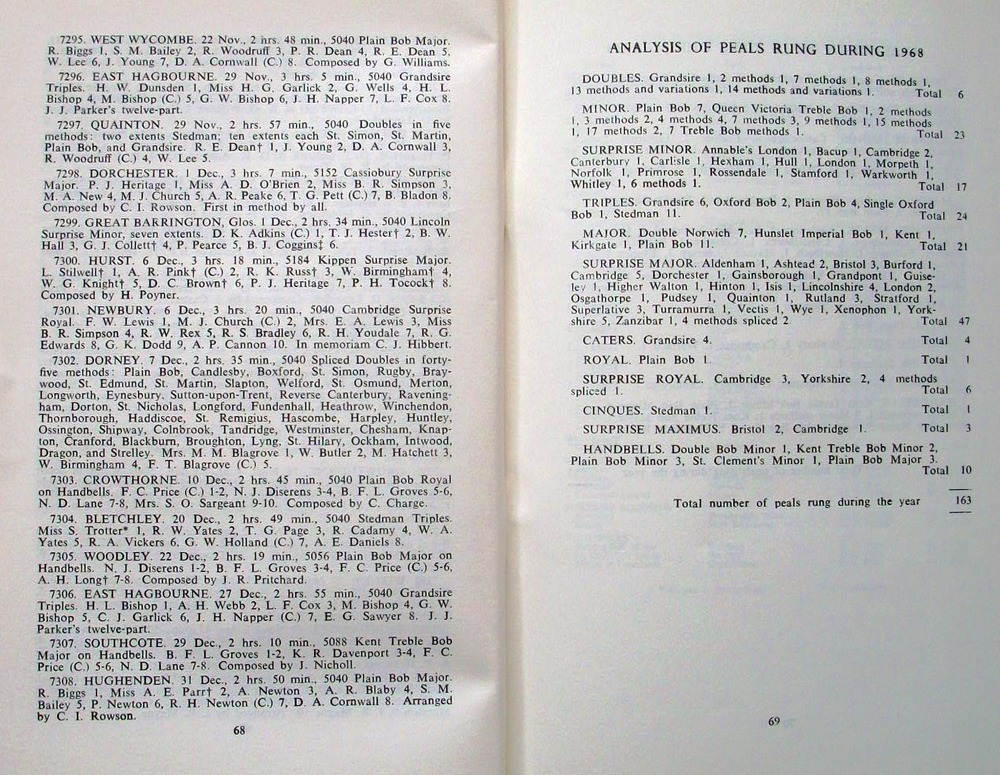 7295. WEST WYCOMBE. 22 Nov., 2 hrs. 48 min., 5040 Plain Bob Major.
R. Biggs 1, S. M. Bailey 2, R. Woodruff 3, P. R. Dean 4, R. E. Dean 5,
W. Lee 6, J. Young 7, D. A. Cornwall (C.) 8. Composed by G. Williams.
7296. EAST HAGBOURNE. 29 Nov., 3 hrs. 5 min., 5040 Grandsire
Triples. H. W. Dunsden 1, Miss H. G. Garlick 2, G. Wells 4, H. L.
Bishop 4, M. Bishop (C.) 5, G. W. Bishop 6, J. H. Napper 7, L. F. Cox 8.
J. J. Parker's twelve-part.
7297. QUAINTON. 29 Nov., 2 hrs. 57 min., 5040 Doubles in five
methods: two extents Stedman; ten extents each St. Simon, St. Martin,
Plain Bob, and Grandsire. R. E. Dean† 1, J. Young 2, D. A. Cornwall 3,
R. Woodruff (C.) 4, W. Lee 5.
7298. DORCHESTER. 1 Dec., 3 hrs. 7 min., 5152 Cassiobury Surprise
Major. P. J. Heritage 1, Miss A. D. O'Brien 2, Miss B. R. Simpson 3,
M. A. New 4, M. J. Church 5, A. R. Peake 6, T. G. Pett (C.) 7, B. Bladon 8.
Composed by C. I. Rowson. First in method by all.
7299. GREAT BARRINGTON, Glos. 1 Dec., 2 hrs. 34 min., 5040 Lincoln
Surprise Minor, seven extents. D. K. Adkins (C.) 1, T. J. Hester† 2, B. W.
Hall 3, G. J. Collett† 4, P. Pearce 5, B. J. Coggins‡ 6.
7300. HURST. 6 Dec., 3 hrs. 18 min., 5184 Kippen Surprise Major.
L. Stilwell† 1, A. R. Pink† (C.) 2, R. K. Russ† 3, W. Birmingham† 4,
W. G. Knight† 5, D. C. Brown† 6, P. J. Heritage 7, P. H. Tocock† 8.
Composed by H. Poyner.
7301. NEWBURY. 6 Dec., 3 hrs. 20 min., 5040 Cambridge Surprise
Royal. F. W. Lewis 1, M. J. Church (C.) 2, Mrs. E. A. Lewis 3, Miss
B. R. Simpson 4, R. W. Rex 5, R. S. Bradley 6, R. H. Youdale 7, R. G.
Edwards 8, G. K. Dodd 9, A. P. Cannon 10. In memoriam C. J. Hibbert.
7302. DORNEY. 7 Dec., 2 hrs. 35 min., 5040 Spliced Doubles in forty-
five methods: Plain Bob, Candlesby, Boxford, St. Simon, Rugby, Bray-
wood, St. Edmund, St. Martin, Slapton, Welford, St. Osmund, Merton,
Longworth, Eynesbury, Sutton-upon-Trent, Reverse Canterbury, Ravening-
ham, Dorton, St. Nicholas, Longford, Fundenhall, Heathrow, Winchendon,
Thornborough, Haddiscoe, St. Remigius, Hascombe, Harpley, Huntley,
Ossington, Shipway, Colnbrook, Tandridge, Westminster, Chesham, Knap-
ton, Cranford, Blackburn, Broughton, Lyng, St. Hilary, Ockham, Intwood,
Dragon, and Strelley. Mrs. M. M. Blagrove 1, W. Butler 2, M. Hatchett 3,
W. Birmingham 4, F. T. Blagrove (C.) 5.
7303. CROWTHORNE. 10 Dec., 2 hrs. 45 min., 5040 Plain Bob Royal
on Handbells. F. C. Price (C.) 1-2, N. J. Diserens 3-4, B. F. L. Groves 5-6,
N. D. Lane 7-8, Mrs. S. O. Sargeant 9-10. Composed by C. Charge.
7304. BLETCHLEY. 20 Dec., 2 hrs. 49 min., 5040 Stedman Triples.
Miss S. Trotter* 1, R. W. Yates 2, T. G. Page 3, R. Cadamy 4, W. A.
Yates 5, R. A. Vickers 6, G. W. Holland (C.) 7, A. E. Daniels 8.
7305. WOODLEY. 22 Dec., 2 hrs. 19 min., 5056 Plain Bob Major on
Handbells. N. J. Diserens 1-2, B. F. L. Groves 3-4, F. C. Price (C.) 5-6,
A. H. Long† 7-8. Composed by J. R. Pritchard.
7306. EAST HAGBOURNE. 27 Dec., 2 hrs. 55 min., 5040 Grandsire
Triples. H. L. Bishop 1, A. H. Webb 2, L. F. Cox 3, M. Bishop 4, G. W.
Bishop 5, C. J. Garlick 6, J. H. Napper (C.) 7, E. G. Sawyer 8. J. J.
Parker's twelve-part.
7307. SOUTHCOTE. 29 Dec., 2 hrs. 10 min., 5088 Kent Treble Bob
Major on Handbells. B. F. L. Groves 1-2, K. R. Davenport 3-4, F. C.
Price (C.) 5-6, N. D. Lane 7-8. Composed by J. Nicholl.
7308. HUGHENDEN. 31 Dec., 2 hrs. 50 min., 5040 Plain Bob Major.
R. Biggs 1, Miss A. E. Parr† 2, A. Newton 3, A. R. Blaby 4, S. M.
Bailey 5, P. Newton 6, R. H. Newton (C.) 7, D. A. Cornwall 8. Arranged
by C. I. Rowson.
68
ANALYSIS OF PEALS RUNG DURING 1968
DOUBLES. Grandsire 1, 2 methods 1, 7 methods 1, 8 methods 1,
13 methods and variations 1, 14 methods and variations 1. Total 6
MINOR. Plain Bob 7, Queen Victoria Treble Bob 1, 2 methods
1, 3 methods 2, 4 methods 4, 7 methods 3, 9 methods 1, 15 methods
1, 17 methods 2, 7 Treble Bob methods 1. Total 23
SURPRISE MINOR. Annable's London 1, Bacup 1, Cambridge 2,
Canterbury 1, Carlisle 1, Hexham 1, Hull 1, London 1, Morpeth 1,
Norfolk 1, Primrose 1, Rossendale 1, Stamford 1, Warkworth 1,
Whitley 1, 6 methods 1. Total 17
TRIPLES. Grandsire 6, Oxford Bob 2, Plain Bob 4, Single Oxford
Bob 1, Stedman 11. Total 24
MAJOR. Double Norwich 7, Hunslet Imperial Bob 1, Kent 1,
Kirkgate 1, Plain Bob 11. Total 21
SURPRISE MAJOR. Aldenham 1, Ashtead 2, Bristol 3, Burford 1,
Cambridge 5, Dorchester 1, Gainsborough 1, Grandpont 1, Guise-
ley 1, Higher Walton 1, Hinton 1, Isis 1, Lincolnshire 4, London 2,
Osgathorpe 1, Pudsey 1, Quainton 1, Rutland 3, Stratford 1,
Superlative 3, Turramurra 1, Vectis 1, Wye 1, Xenophon 1, York-
shire 5, Zanzibar 1, 4 methods spliced 2. Total 47
CATERS. Grandsire 4. Total 4
ROYAL. Plain Bob 1. Total 1
SURPRISE ROYAL. Cambridge 3, Yorkshire 2, 4 methods
spliced 1. Total 6
CINQUES. Stedman 1. Total 1
SURPRISE MAXIMUS. Bristol 2, Cambridge 1. Total 3
HANDBELLS. Double Bob Minor 1, Kent Treble Bob Minor 2,
Plain Bob Minor 3, St. Clement's Minor 1, Plain Bob Major 3.
Total 10
Total number of peals rung during the year 163
69